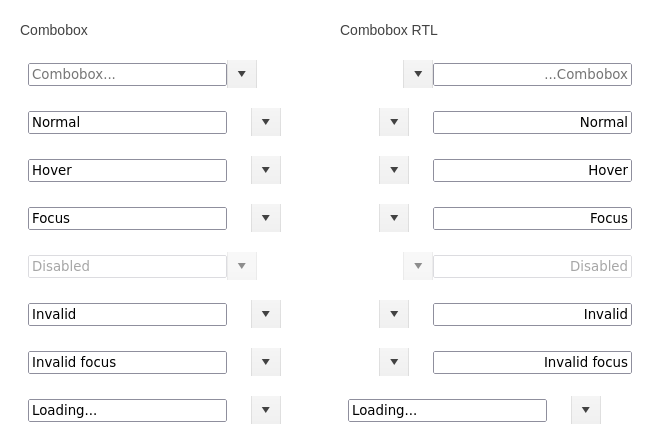 Combobox
Combobox RTL
Combobox...
...Combobox
Normal
Normal
Hover
Hover
Focus
Focus
Disabled
Disabled
Invalid
Invalid
Invalid focus
Invalid focus
Loading...
Loading...